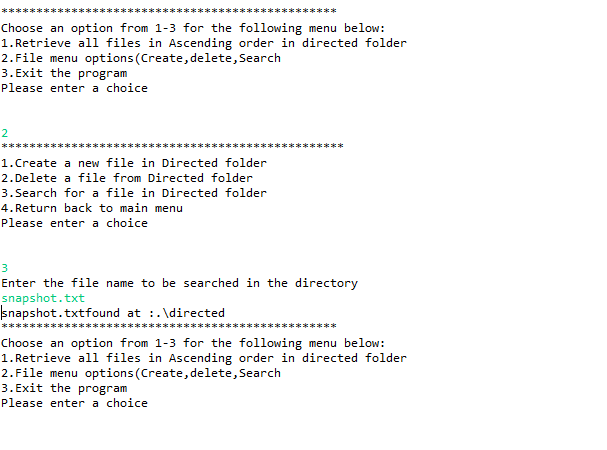 ************************************************
Choose an option from 1-3 for the following menu below:
1.Retrieve all files in Ascending order in directed folder
2.File menu options(Create,delete,Search
3.Exit the program
Please enter a choice
2
*************************************************
1.Create a new file in Directed folder
2.Delete a file from Directed folder
3.Search for a file in Directed folder
4.Return back to main menu
Please enter a choice
3
Enter the file name to be searched in the directory
snapshot.txt
snapshot.txtfound at :.\directed
************************************************
Choose an option from 1-3 for the following menu below:
1.Retrieve all files in Ascending order in directed folder
2.File menu options(Create,delete,Search
3.Exit the program
Please enter a choice